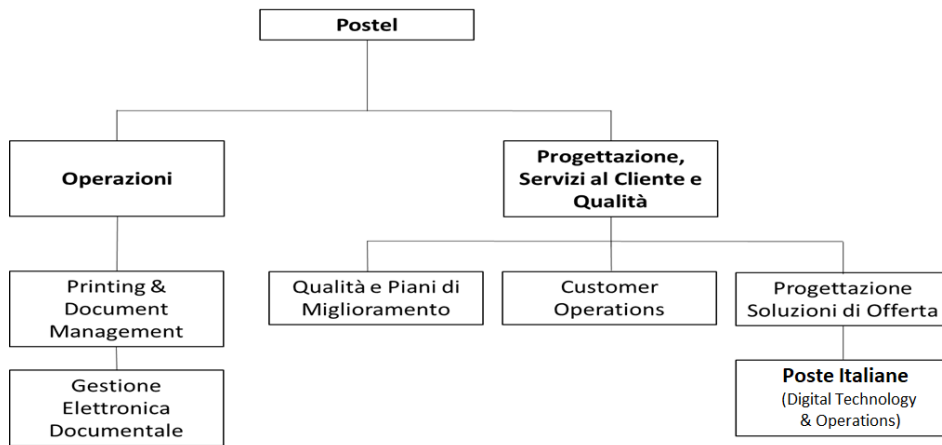 Postel
Operazioni
Progettazione,
Servizi al Cliente e
Qualità
Printing &
Document
Management
Qualità e Piani di
Miglioramento
Customer
Operations
Progettazione
Soluzioni di Offerta
Gestione
Elettronica
Documentale
Poste Italiane
(Digital Technology
& Operations)